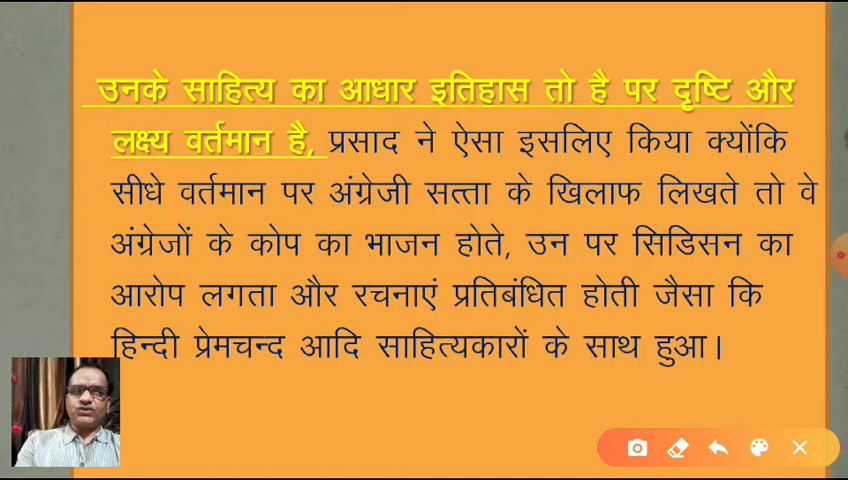 उनके साहित्य का आधार इतिहास तो है पर दृष्टि और
लक्ष्य वर्तमान है, प्रसाद ने ऐसा इसलिए किया क्योंकि
सीधे वर्तमान पर अंग्रेजी सत्ता के खिलाफ लिखते तो वे
अंग्रेजों के कोप का भाजन होते, उन पर सिडिसन का
आरोप लगता और रचनाएं प्रतिबंधित होती जैसा कि
हिन्दी प्रेमचन्द आदि साहित्यकारों के साथ हुआ।